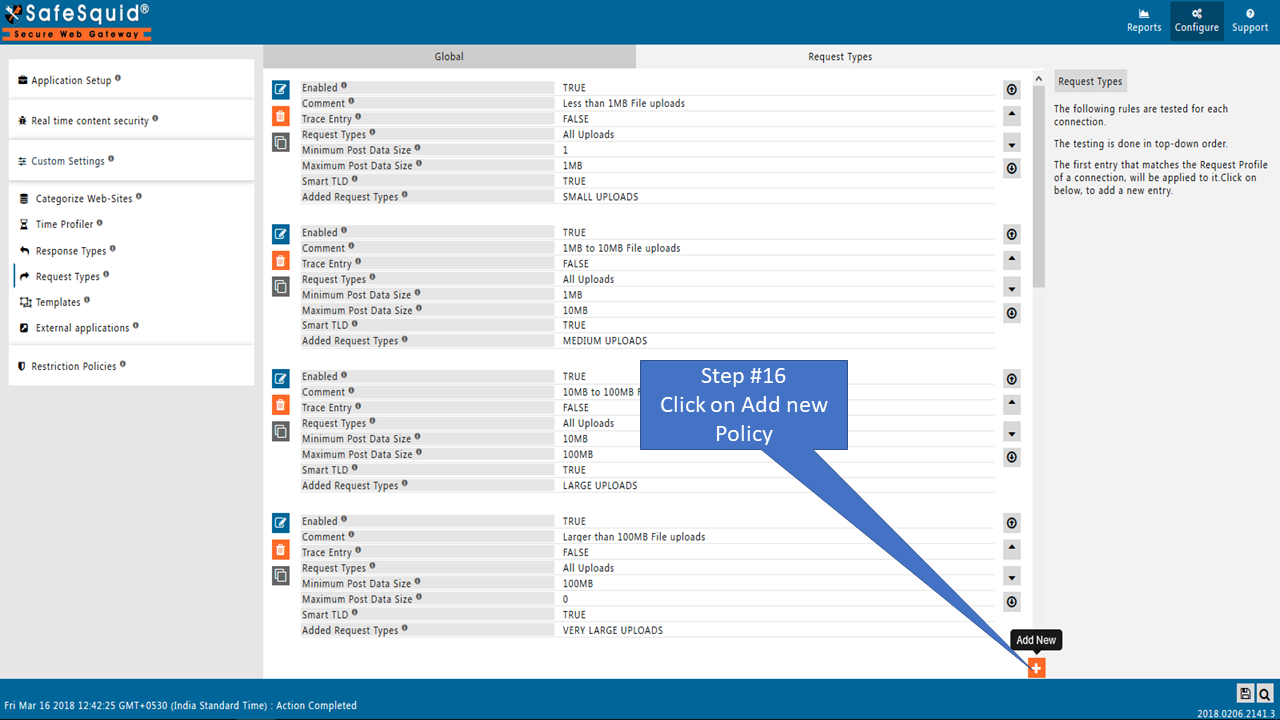 SafeSquid®
Secure Web Gateway
Reports
Configure
Support
Application Setup
Real time content security
Custom Settings
Categorize Web-Sites
Time Profiler
Response Types
Request Types
Templates
External applications
Restriction Policies
Global
Request Types
Enabled TRUE
Comment Less than 1MB File uploads
Trace Entry FALSE
Request Types All Uploads
Minimum Post Data Size 1
Maximum Post Data Size 1MB
Smart TLD TRUE
Added Request Types SMALL UPLOADS
Enabled TRUE
Comment 1MB to 10MB File uploads
Trace Entry FALSE
Request Types All Uploads
Minimum Post Data Size 1MB
Maximum Post Data Size 10MB
Smart TLD TRUE
Added Request Types MEDIUM UPLOADS
Enabled TRUE
Comment 10MB to 100MB F
Trace Entry FALSE
Request Types All Uploads
Minimum Post Data Size 10MB
Maximum Post Data Size 100MB
Smart TLD TRUE
Added Request Types LARGE UPLOADS
Enabled TRUE
Comment Larger than 100MB File uploads
Trace Entry FALSE
Request Types All Uploads
Minimum Post Data Size 100MB
Maximum Post Data Size 0
Smart TLD TRUE
Added Request Types VERY LARGE UPLOADS
Step #16
Click on Add new
Policy
Add New
Request Types
The following rules are tested for each
connection.
The testing is done in top-down order.
The first entry that matches the Request Profile
of a connection, will be applied to it.Click on
below, to add a new entry.
Fri Mar 16 2018 12:42:25 GMT+0530 (India Standard Time) : Action Completed
2018.0206.2141.3